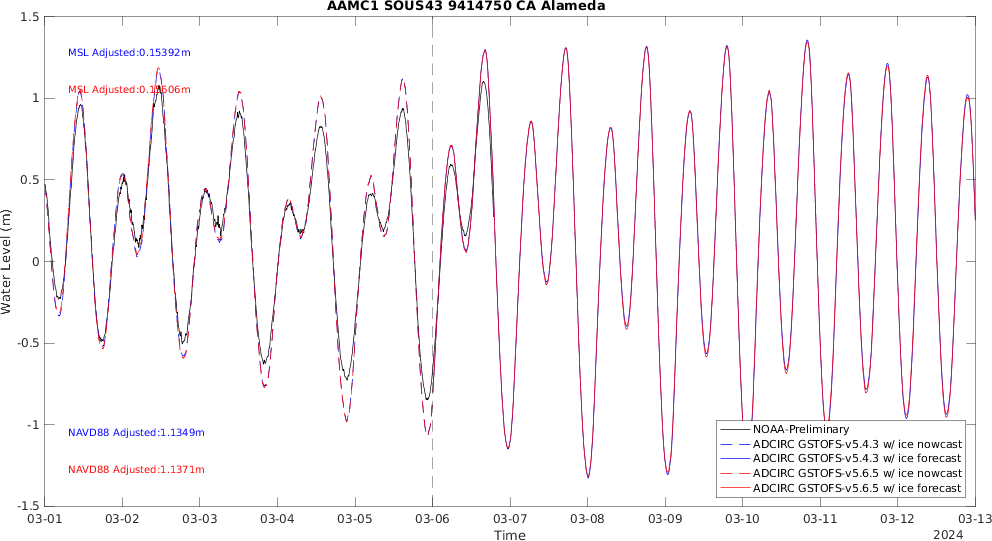 AAMC1 SOUS43 9414750 CA Alameda
1.5
1
0.5
0
-0.5
-1
-1.5
Water Level (m)
MSL Adjusted:0.15392m
MSL Adjusted:
NAVD88 Adjusted:1.1349m
NAVD88 Adjusted:1.1371m
NOAA-Preliminary
ADCIRC GSTOFS-v5.4.3 w/ ice nowcast
ADCIRC GSTOFS-v5.4.3 w/ ice forecast
ADCIRC GSTOFS-v5.6.5 w/ ice nowcast
ADCIRC GSTOFS-v5.6.5 w/ ice forecast
03-01 03-02 03-03 03-04 03-05 03-06 03-07 03-08 03-09 03-10 03-11 03-12 03-13
Time
2024